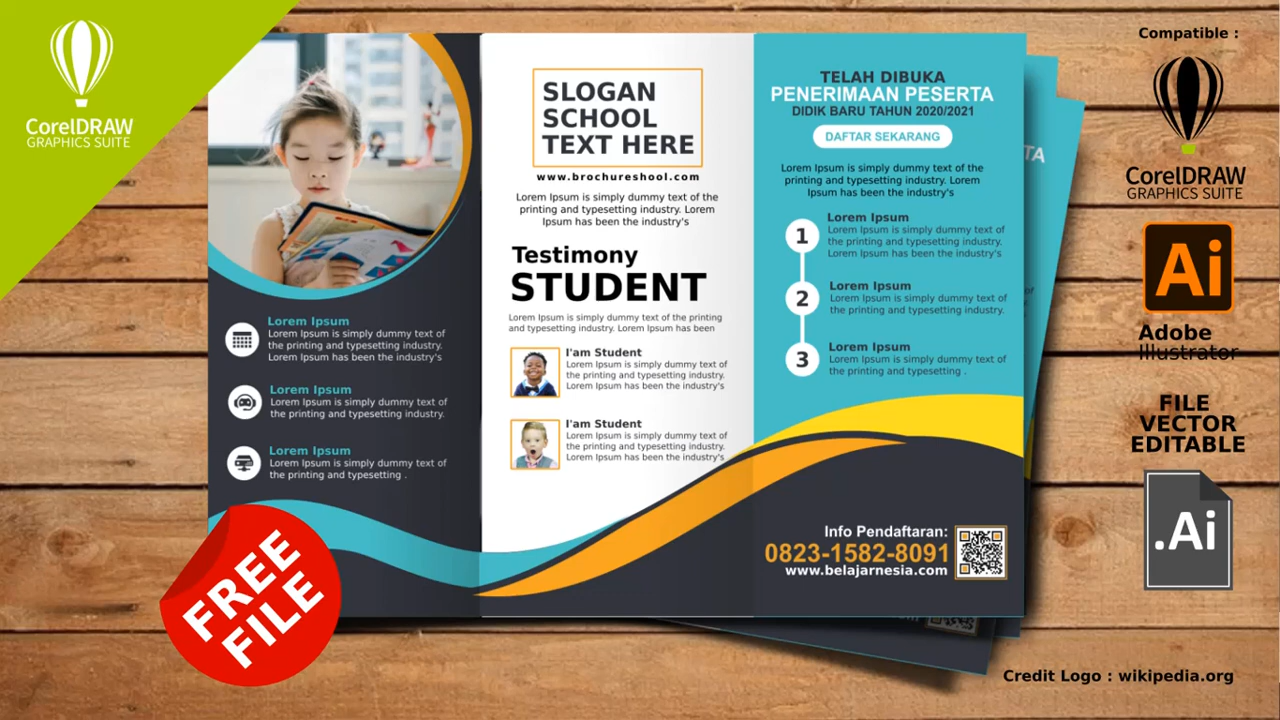 CorelDRAW
GRAPHICS SUITE
Lorem Ipsum
Lorem Ipsum is simply dummy text of
the printing and typesetting industry.
Lorem Ipsum has been the industry's
Lorem Ipsum
Lorem Ipsum is simply dummy text of
the printing and typesetting industry.
Lorem Ipsum
Lorem Ipsum is simply dummy text of
the printing and typesetting .
FREE
FILE
SLOGAN
SCHOOL
TEXT HERE
www.brochureshool.com
Lorem Ipsum is simply dummy text of the
printing and typesetting industry. Lorem
Ipsum has been the industry's
Testimony
STUDENT
Lorem Ipsum is simply dummy text of the printing
and typesetting industry. Lorem Ipsum has been
I'am Student
Lorem Ipsum is simply dummy text of
the printing and typesetting industry.
Lorem Ipsum has been the industry's
I'am Student
Lorem Ipsum is simply dummy text of
the printing and typesetting industry.
Lorem Ipsum has been the industry's
TELAH DIBUKA
PENERIMAAN PESERTA
DIDIK BARU TAHUN 2020/2021
DAFTAR SEKARANG
Lorem Ipsum is simply dummy text of the
printing and typesetting industry. Lorem
Ipsum has been the industry's
1
Lorem Ipsum
Lorem Ipsum is simply dummy text of
the printing and typesetting industry.
Lorem Ipsum has been the industry's
2
Lorem Ipsum
Lorem Ipsum is simply dummy text of
the printing and typesetting industry.
3
Lorem Ipsum
Lorem Ipsum is simply dummy text of
the printing and typesetting .
Info Pendaftaran:
0823-1582-8091
www.belajarnesia.com
TA
Compatible :
CorelDRAW
GRAPHICS SUITE
Ai
Adobe
Illustrator
FILE
VECTOR
EDITABLE
.Ai
Credit Logo : wikipedia.org